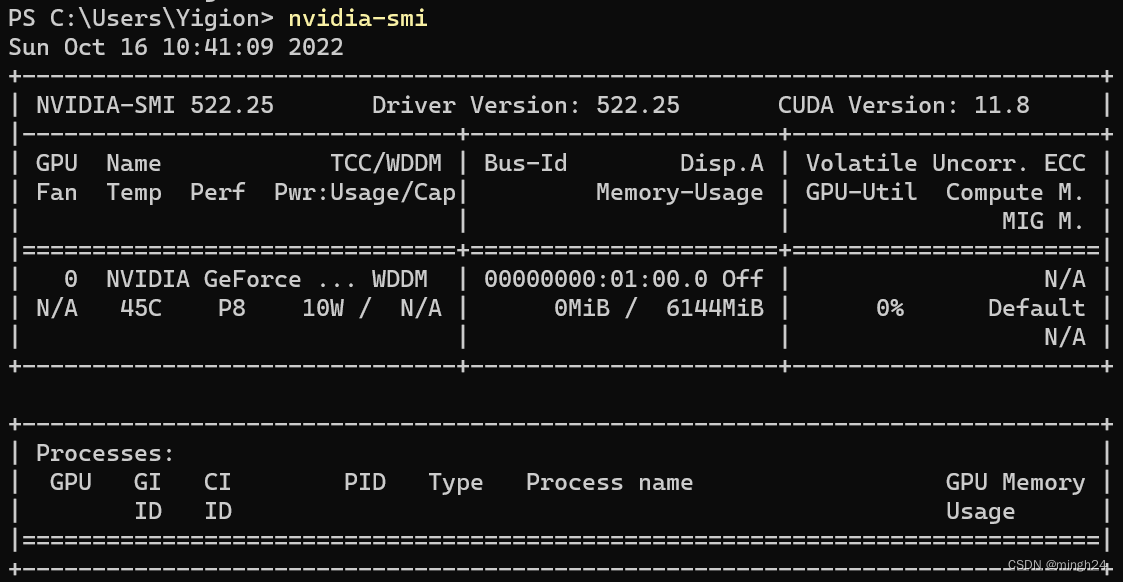 PS C:\Users\Yigion> nvidia-smi
Sun Oct 16 10:41:09 2022
+-----------------------------------------------------------------------------+
| NVIDIA-SMI 522.25       Driver Version: 522.25       CUDA Version: 11.8     |
|-------------------------------+----------------------+----------------------+
| GPU  Name            TCC/WDDM | Bus-Id        Disp.A | Volatile Uncorr. ECC |
| Fan  Temp  Perf  Pwr:Usage/Cap|         Memory-Usage | GPU-Util  Compute M. |
|                               |                      |               MIG M. |
|===============================+======================+======================|
|   0  NVIDIA GeForce ... WDDM  | 00000000:01:00.0 Off |                  N/A |
| N/A   45C    P8    10W /  N/A |      0MiB /  6144MiB |      0%      Default |
|                               |                      |                  N/A |
+-------------------------------+----------------------+----------------------+

+-----------------------------------------------------------------------------+
| Processes:                                                                  |
|  GPU   GI   CI        PID   Type   Process name                  GPU Memory |
|        ID   ID                                                   Usage      |
|=============================================================================|
+-----------------------------------------------------------------------------+
CSDN @mingh24